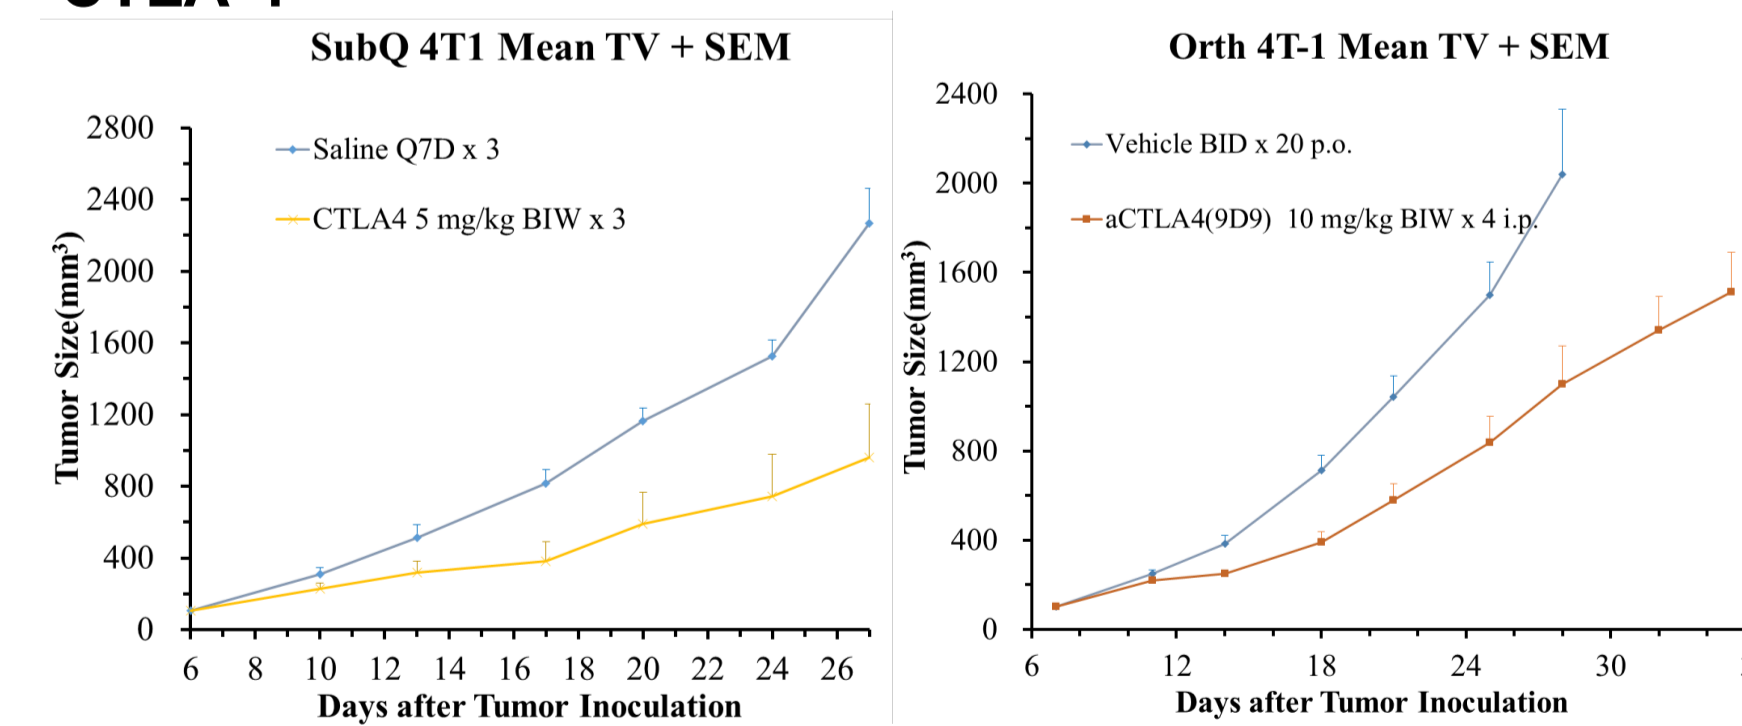 SubQ 4T1 Mean TV + SEM
2800
2400
2000
1600
1200
800
400
0
Tumor Size(mm³)
Saline Q7D x 3
CTLA4 5 mg/kg BIW x 3
6 8 10 12 14 16 18 20 22 24 26
Days after Tumor Inoculation
Orth 4T-1 Mean TV + SEM
2400
2000
1600
1200
800
400
0
Tumor Size(mm³)
Vehicle BID x 20 p.o.
aCTLA4(9D9) 10 mg/kg BIW x 4 i.p.
6 12 18 24 30
Days after Tumor Inoculation